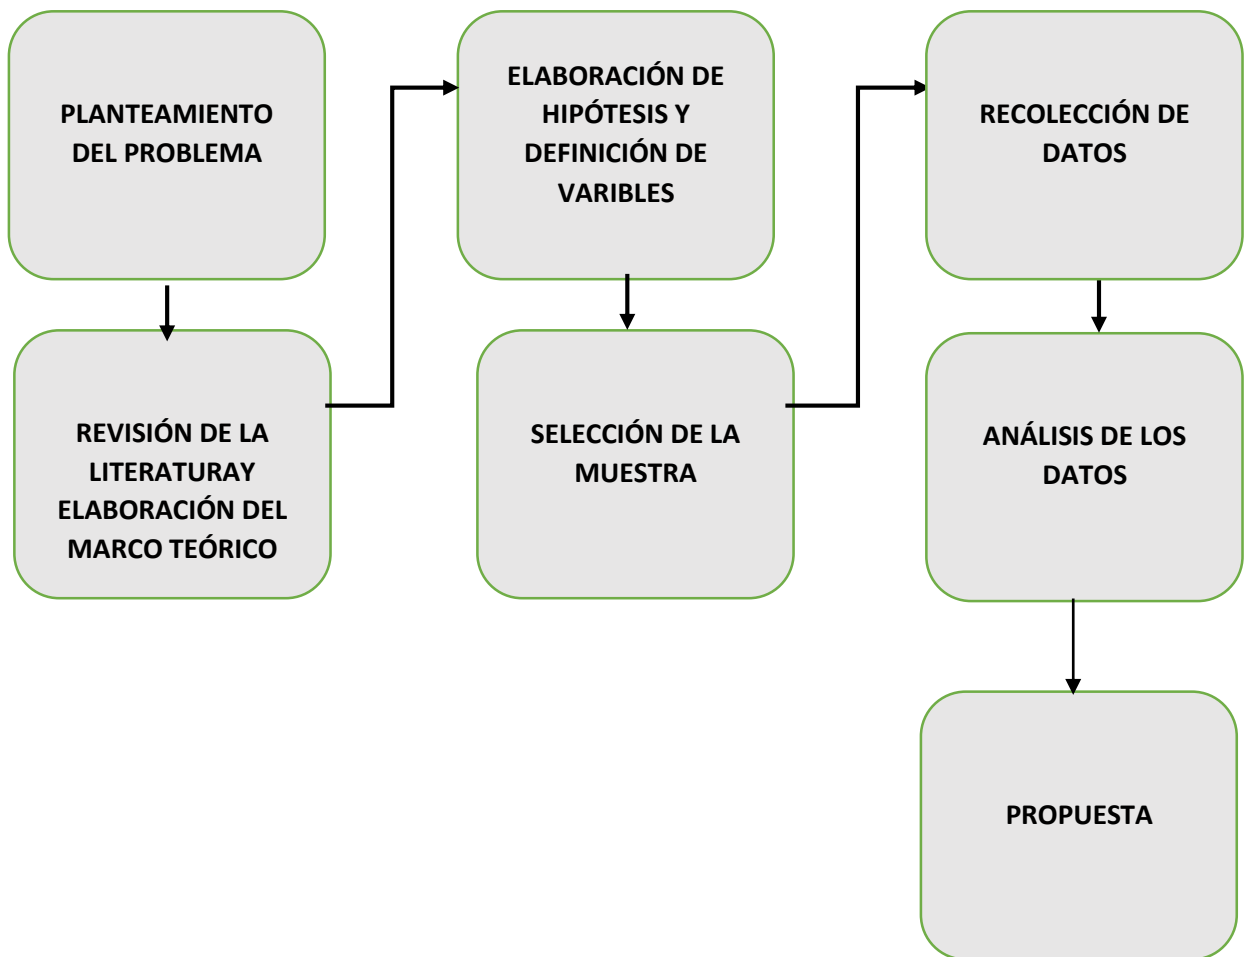 PLANTEAMIENTO
DEL PROBLEMA
REVISIÓN DE LA
LITERATURAY
ELABORACIÓN DEL
MARCO TEÓRICO
ELABORACIÓN DE
HIPÓTESIS Y
DEFINICIÓN DE
VARIBLES
SELECCIÓN DE LA
MUESTRA
RECOLECCIÓN DE
DATOS
ANÁLISIS DE LOS
DATOS
PROPUESTA